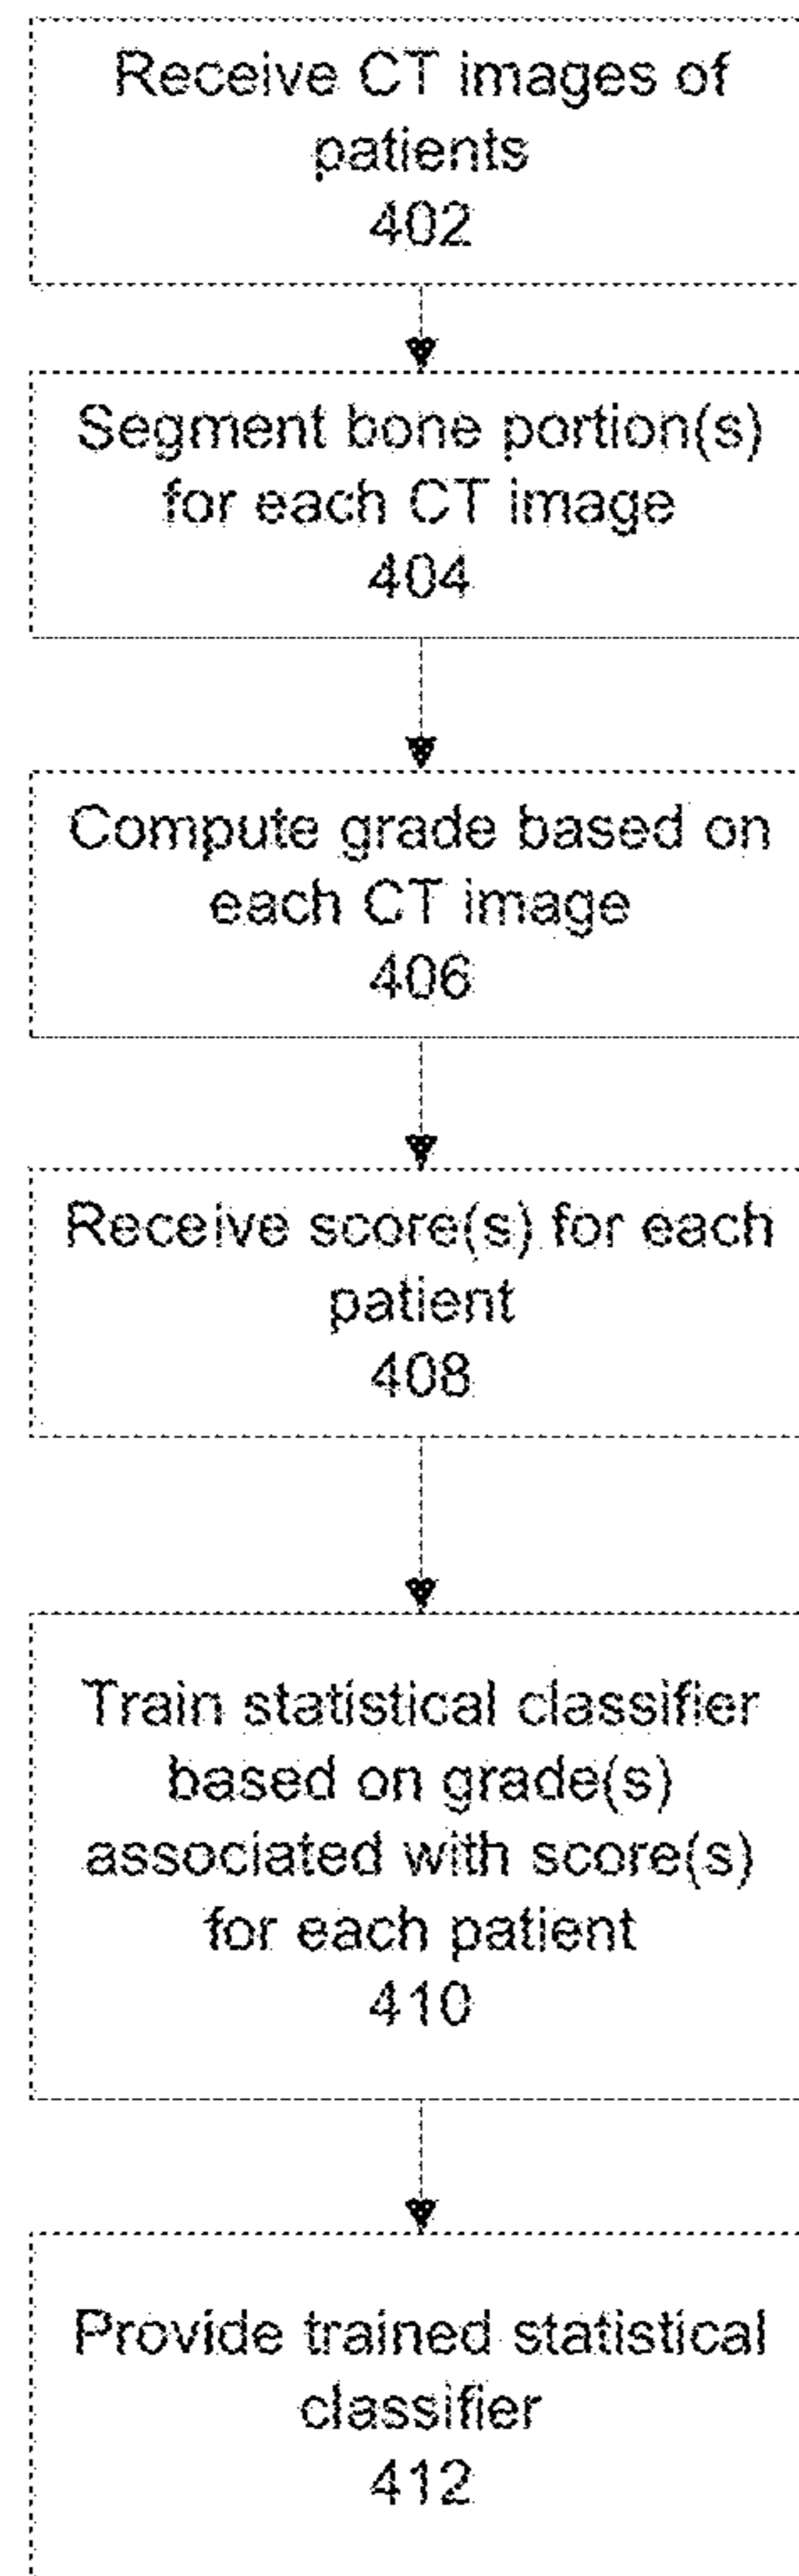 Receive CT images of
patients
402
Segment bone portion(s)
for each CT image
404
Compute grade based on
each CT image
406
Receive score(s) for each
patient
408
Train statistical classifier
based on grade(s)
associated with score(s)
for each patient
410
Provide trained statistical
classifier
412